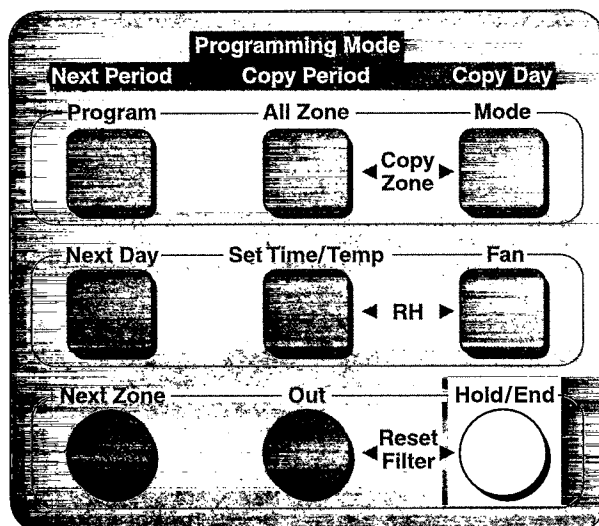 Programming Mode
Next Period Copy Period Copy Day
Program All Zone Mode
◄ Copy ►
Zone
Next Day Set Time/Temp Fan
◄ RH ►
Next Zone Out Hold/End
◄ Reset ►
Filter